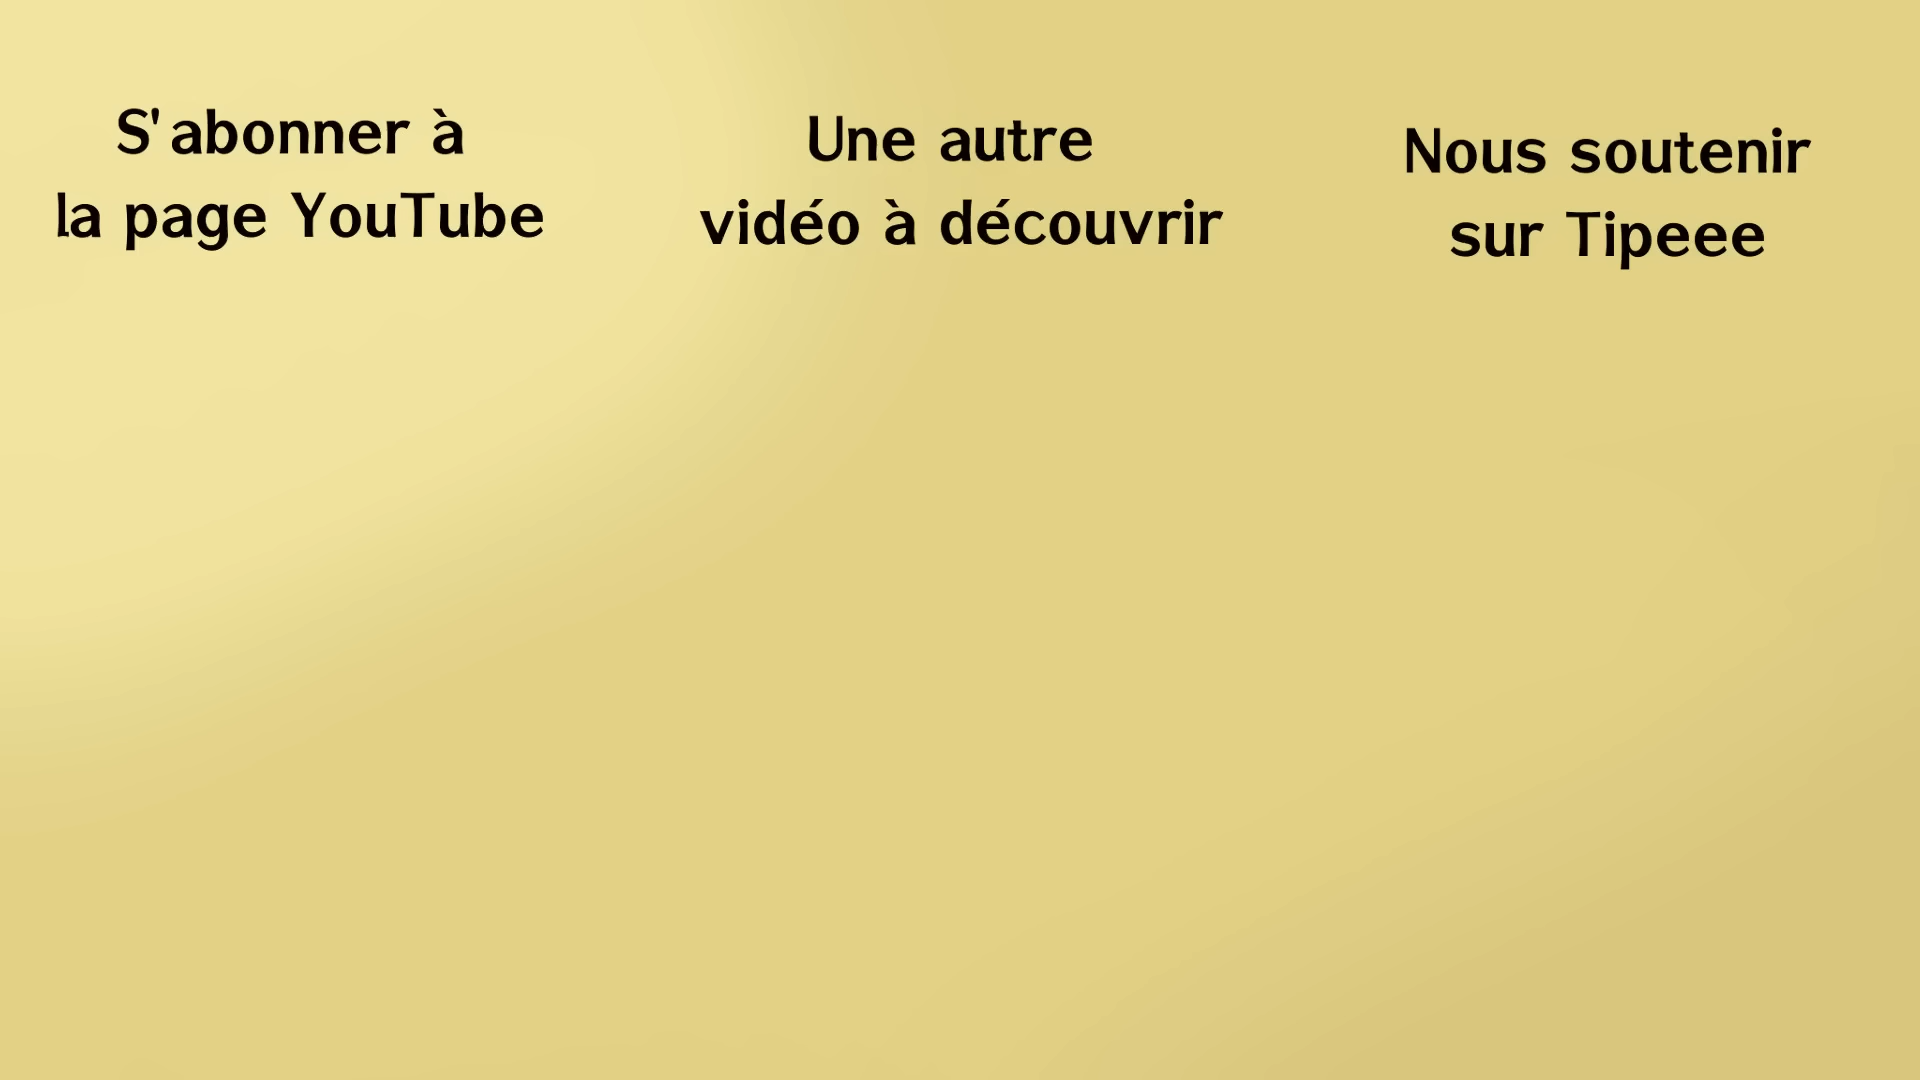 S'abonner à
la page YouTube
Une autre
vidéo à découvrir
Nous soutenir
sur Tipeee